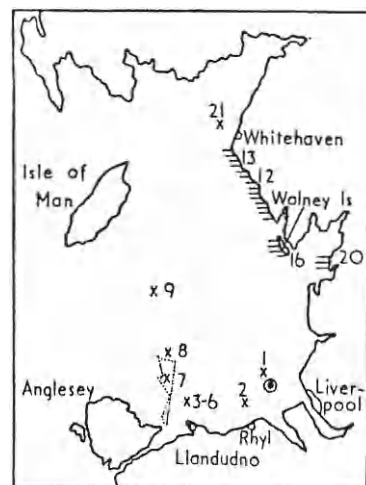 21
Whitehaven
13
12
Isle of
Man
Walney Is
16
20
9
8
7
1
2
3-6
Anglesey
Liver-
pool
Rhyl
Llandudno